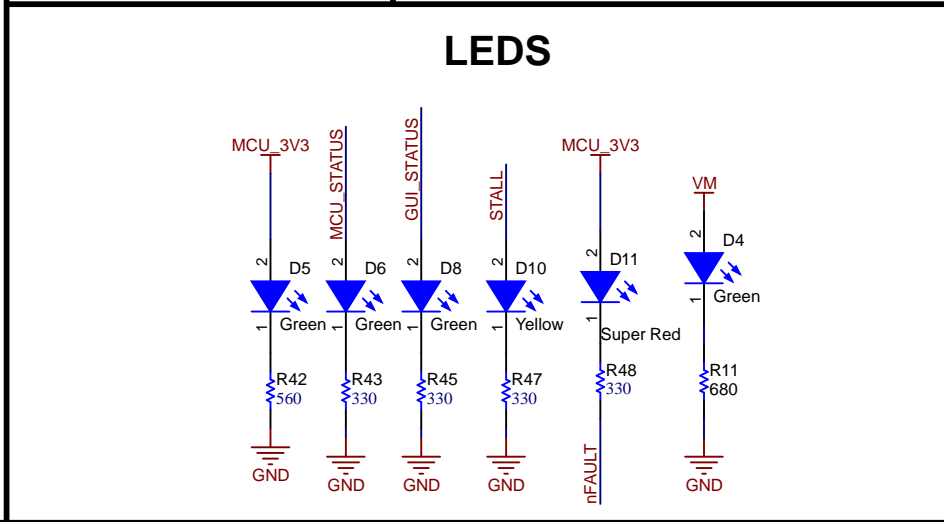 LEDS
MCU_3V3
MCU_STATUS
GUI_STATUS
STALL
MCU_3V3
VM
2
D5
1
Green
R42
560
GND
2
D6
1
Green
R43
330
GND
2
D8
1
Green
R45
330
GND
2
D10
1
Yellow
R47
330
GND
2
D11
1
Super Red
R48
330
nFAULT
2
D4
1
Green
R11
680
GND